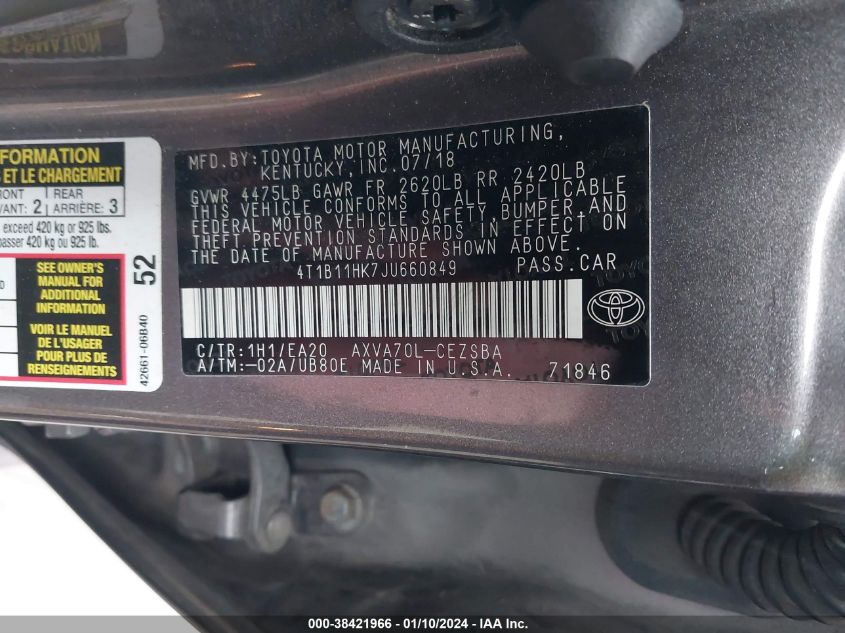 NFORMATION
ET LE CHARGEMENT
RONT
VANT: 2
REAR
ARRIÈRE: 3
exceed 420 kg or 925 lbs.
passer 420 kg ou 925 lb.
SEE OWNER'S
MANUAL FOR
ADDITIONAL
INFORMATION
VOIR LE MANUEL
DE L'USAGER
POUR PLUS DE
RENSEIGNEMENTS
52
42661-06B40
MFD.BY: TOYOTA MOTOR MANUFACTURING,
KENTUCKY, INC. 07/18
GVWR 4475LB GAWR FR 2620LB RR 2420LB
THIS VEHICLE CONFORMS TO ALL APPLICABLE
FEDERAL MOTOR VEHICLE SAFETY, BUMPER, AND
THEFT PREVENTION STANDARDS IN EFFECT ON
THE DATE OF MANUFACTURE SHOWN ABOVE.
4T1B11HK7JU660849 PASS.CAR
C/TR: 1H1/EA20 AXVA70L-CEZSBA
A/TM: -02A/UB80E MADE IN U.S.A. 71846
000-38421966 - 01/10/2024 - IAAI.com